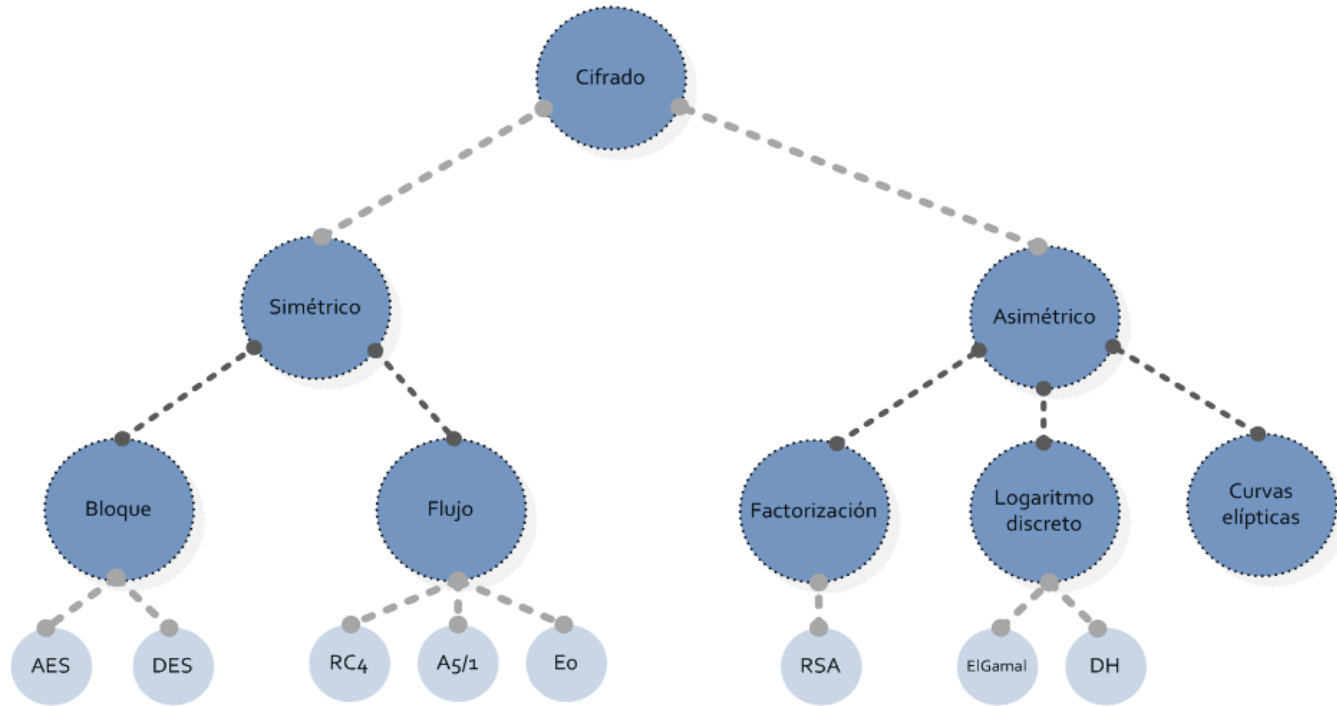 Cifrado
Simétrico
Asimétrico
Bloque
Flujo
Factorización
Logaritmo
discreto
Curvas
elípticas
AES
DES
RC4
A5/1
E0
RSA
ElGamal
DH